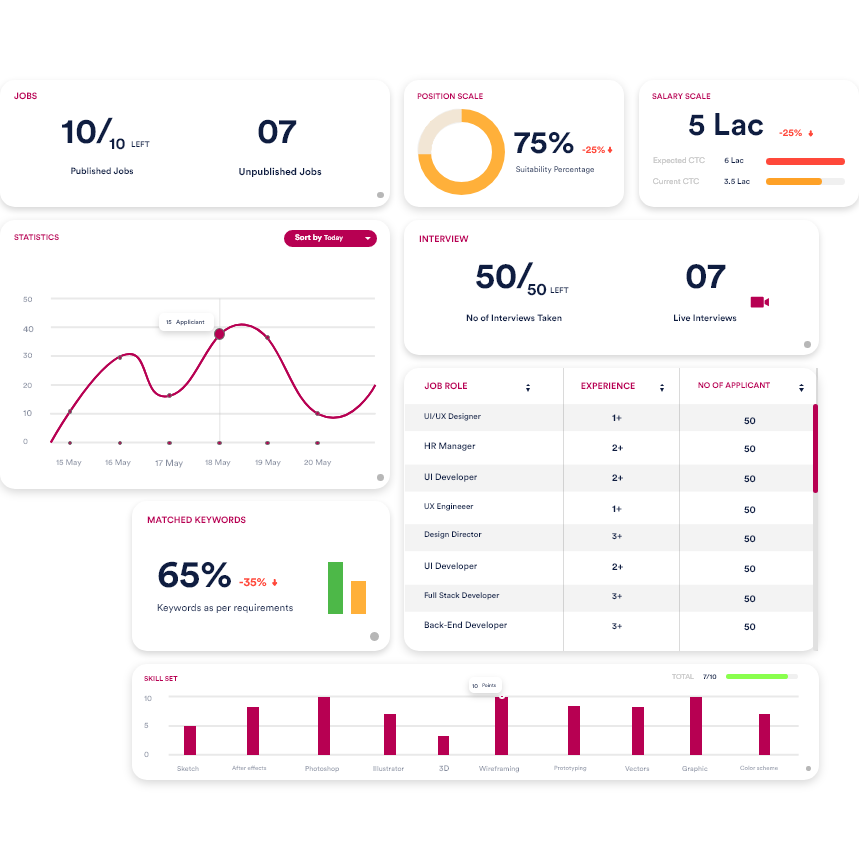 JOBS
10/10 LEFT
Published Jobs
07
Unpublished Jobs
POSITION SCALE
75% -25%
Suitability Percentage
SALARY SCALE
5 Lac -25%
Expected CTC 6 Lac
Current CTC 3.5 Lac
STATISTICS
Sort by Today
50
40
30
20
10
0
15 Appliciant
15 May 16 May 17 May 18 May 19 May 20 May
INTERVIEW
50/50 LEFT
No of Interviews Taken
07
Live Interviews
JOB ROLE EXPERIENCE NO OF APPLICANT
UI/UX Designer 1+ 50
HR Manager 2+ 50
UI Developer 2+ 50
UX Engineeer 1+ 50
Design Director 3+ 50
UI Developer 2+ 50
Full Stack Developer 3+ 50
Back-End Developer 3+ 50
MATCHED KEYWORDS
65% -35%
Keywords as per requirements
SKILL SET
TOTAL 7/10
10 Points
10
5
0
Sketch After effects Photoshop Illustrator 3D Wireframing Prototyping Vectors Graphic Color scheme